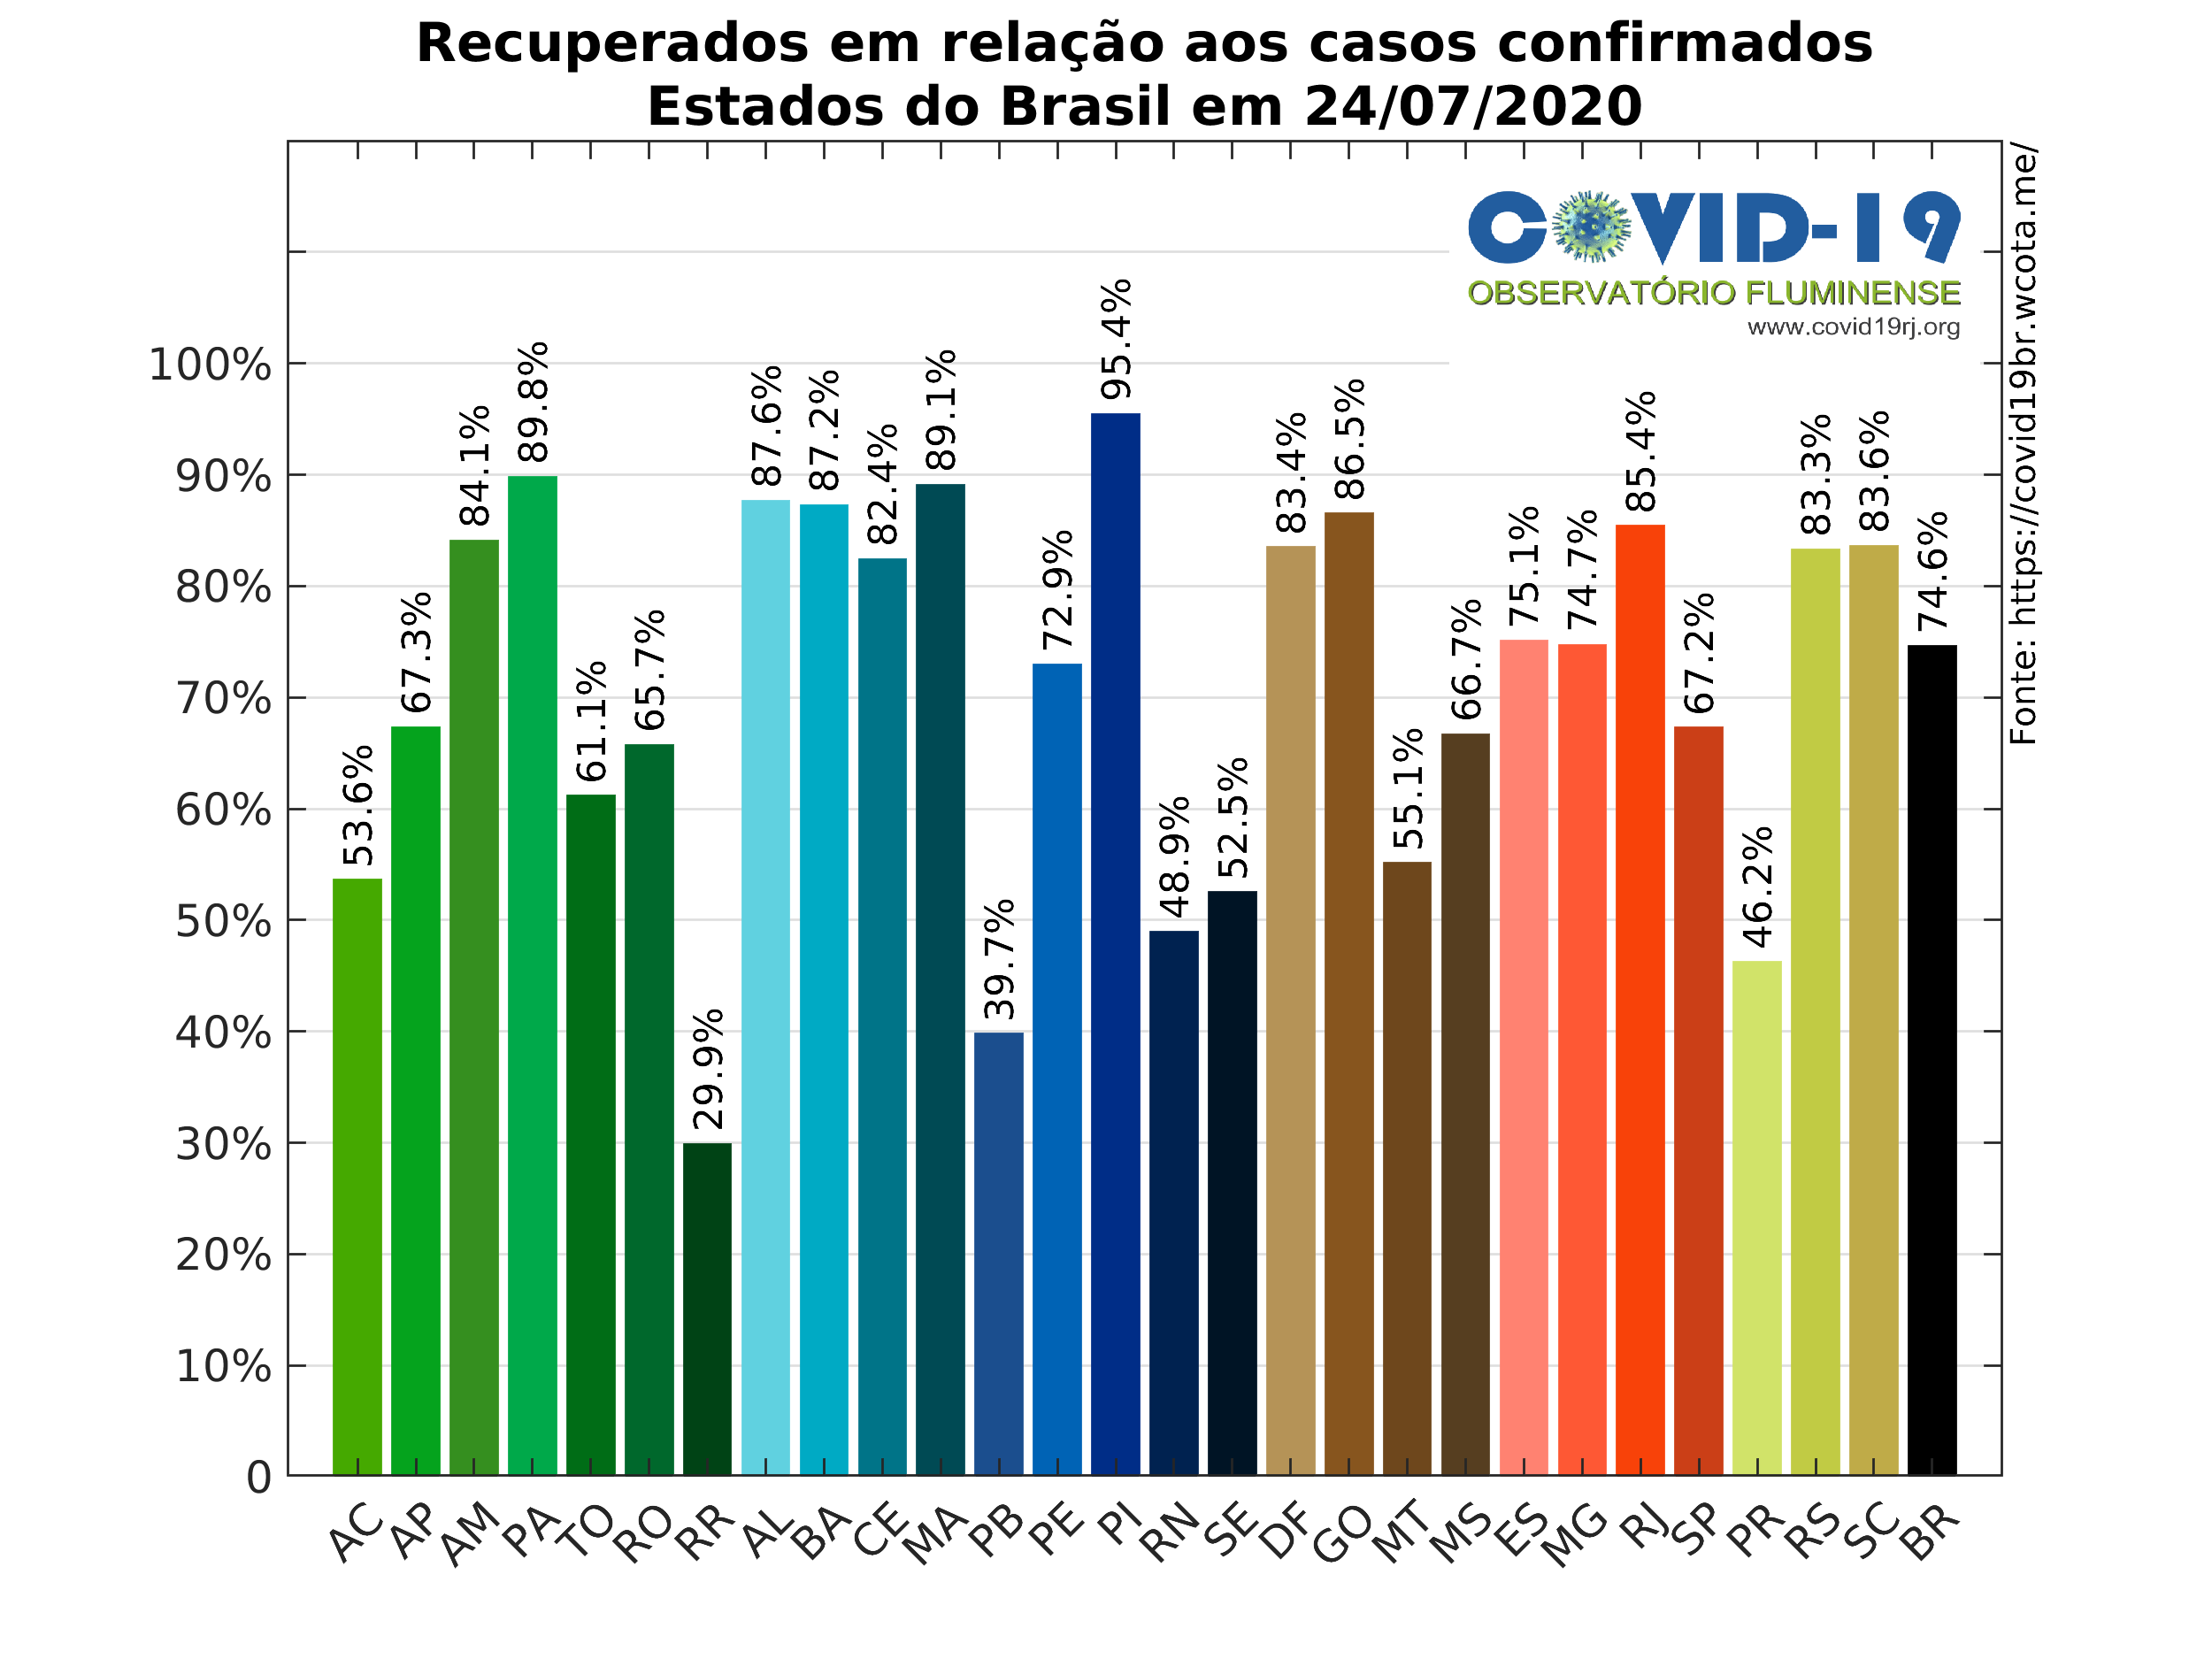 Recuperados em relação aos casos confirmados
Estados do Brasil em 24/07/2020
COVID-19
OBSERVATÓRIO FLUMINENSE
www.covid19rj.org
Fonte: https://covid19br.wcota.me/
100%
90%
80%
70%
60%
50%
40%
30%
20%
10%
0
53.6%
67.3%
84.1%
89.8%
61.1%
65.7%
29.9%
87.6%
87.2%
82.4%
89.1%
39.7%
72.9%
95.4%
48.9%
52.5%
83.4%
86.5%
55.1%
66.7%
75.1%
74.7%
85.4%
67.2%
46.2%
83.3%
83.6%
74.6%
AC
AP
AM
PA
TO
RO
RR
AL
BA
CE
MA
PB
PE
PI
RN
SE
DF
GO
MT
MS
ES
MG
RJ
SP
PR
RS
SC
BR